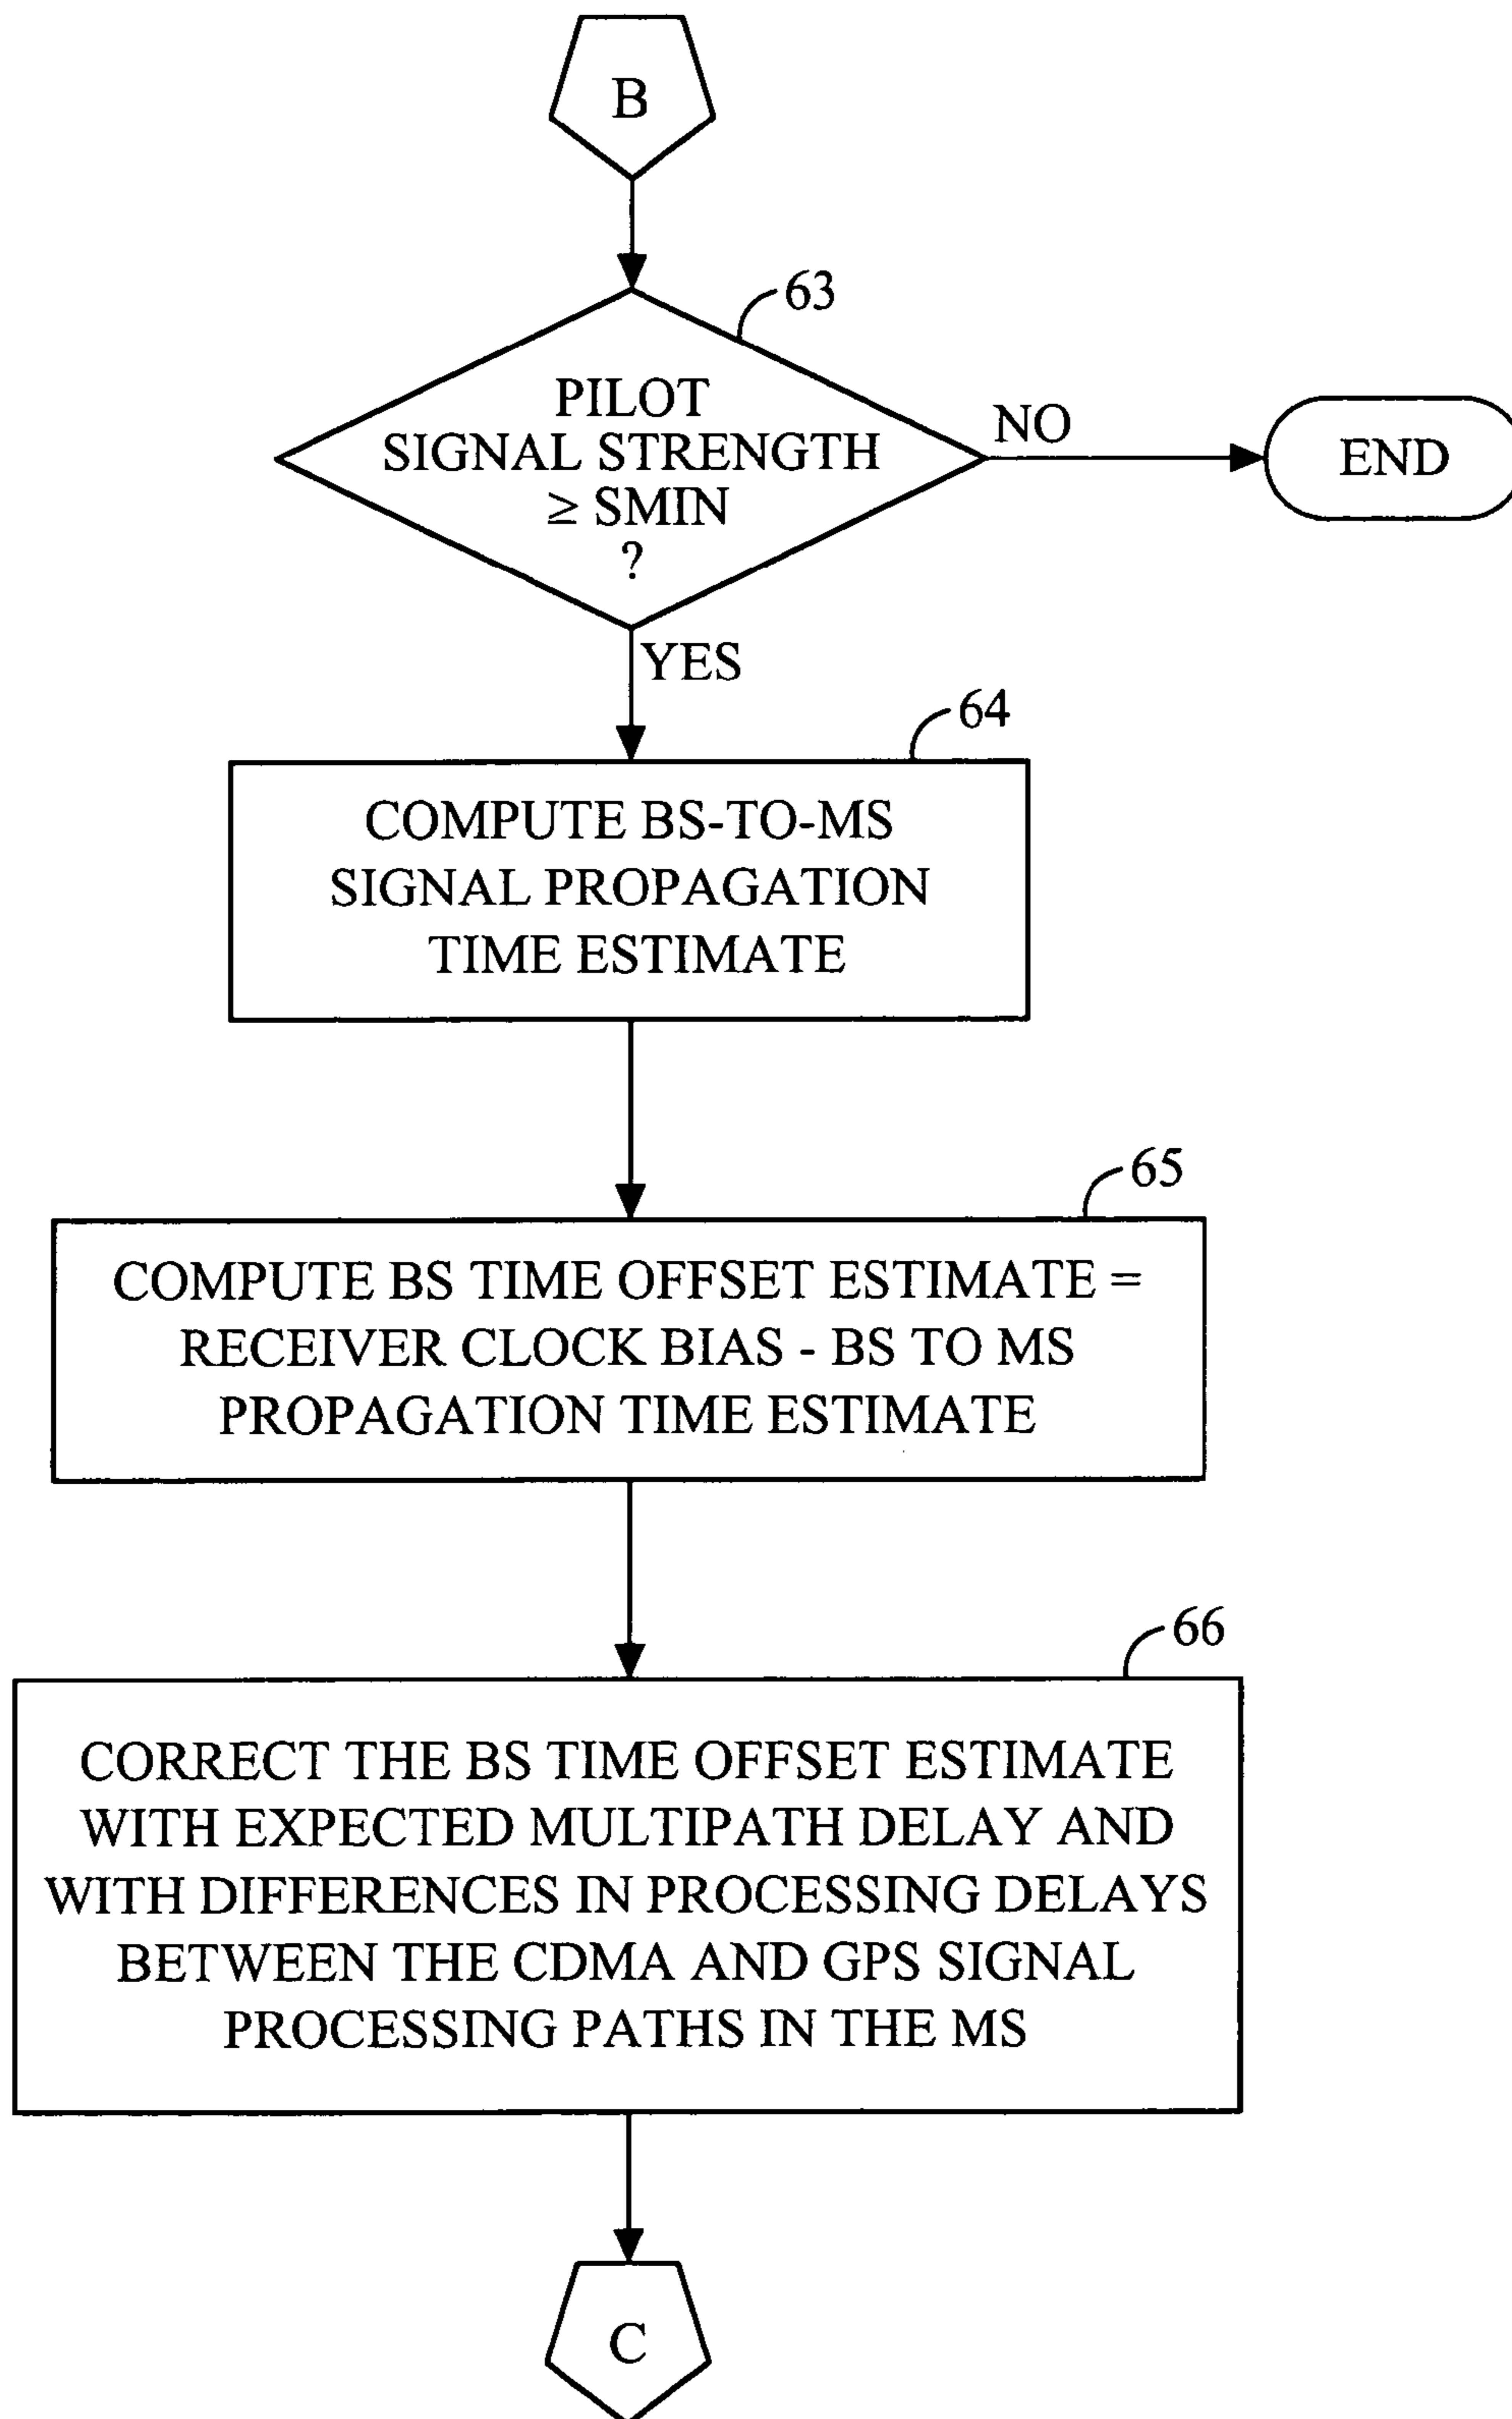 B
63
PILOT
SIGNAL STRENGTH
≥ SMIN
?
NO
END
YES
64
COMPUTE BS-TO-MS
SIGNAL PROPAGATION
TIME ESTIMATE
65
COMPUTE BS TIME OFFSET ESTIMATE =
RECEIVER CLOCK BIAS - BS TO MS
PROPAGATION TIME ESTIMATE
66
CORRECT THE BS TIME OFFSET ESTIMATE
WITH EXPECTED MULTIPATH DELAY AND
WITH DIFFERENCES IN PROCESSING DELAYS
BETWEEN THE CDMA AND GPS SIGNAL
PROCESSING PATHS IN THE MS
C